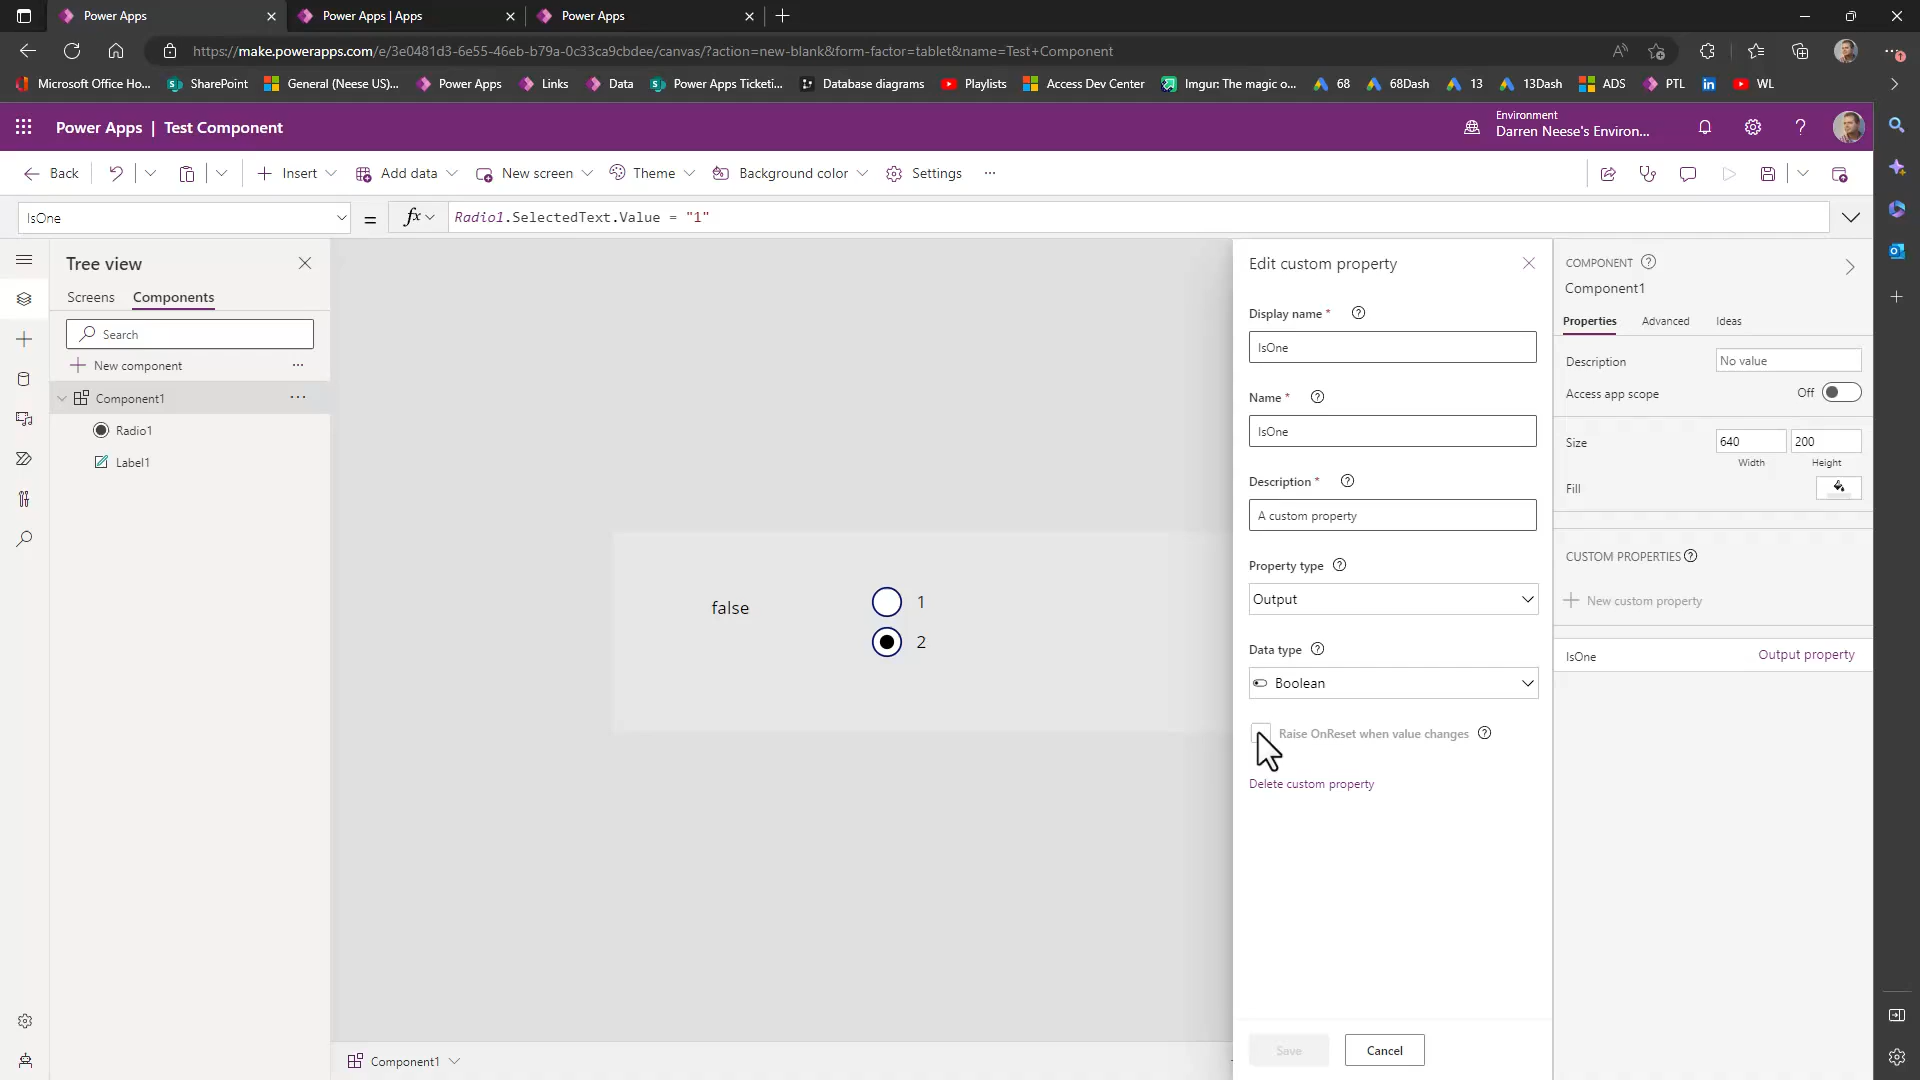 Power Apps
Power Apps | Apps
Power Apps
https://make.powerapps.com/e/3e0481d3-6e55-46eb-b79a-0c33ca9cbdee/canvas/?action=new-blank&form-factor=tablet&name=Test+Component
Microsoft Office Ho...
SharePoint
General (Neese US)...
Power Apps
Links
Data
Power Apps Ticketi...
Database diagrams
Playlists
Access Dev Center
Imgur: The magic o...
68
68Dash
13
13Dash
ADS
PTL
WL
Power Apps | Test Component
Environment
Darren Neese's Environ...
Back
Insert
Add data
New screen
Theme
Background color
Settings
IsOne
=
fx
Radio1.SelectedText.Value = "1"
Tree view
Screens
Components
Search
New component
Component1
Radio1
Label1
false
1
2
Component1
Edit custom property
Display name *
IsOne
Name *
IsOne
Description *
A custom property
Property type
Output
Data type
Boolean
Raise OnReset when value changes
Delete custom property
Save
Cancel
COMPONENT
Component1
Properties
Advanced
Ideas
Description
No value
Access app scope
Off
Size
640
200
Width
Height
Fill
CUSTOM PROPERTIES
New custom property
IsOne
Output property